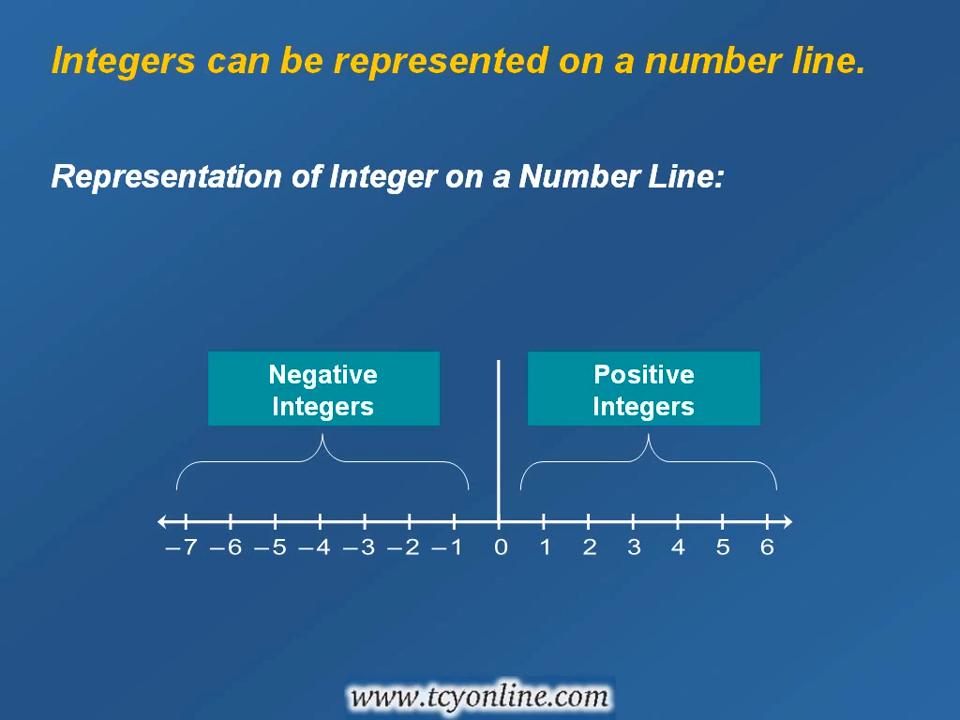 Integers can be represented on a number line.
Representation of Integer on a Number Line:
Negative
Integers
Positive
Integers
–7 –6 –5 –4 –3 –2 –1 0 1 2 3 4 5 6
www.tcyonline.com